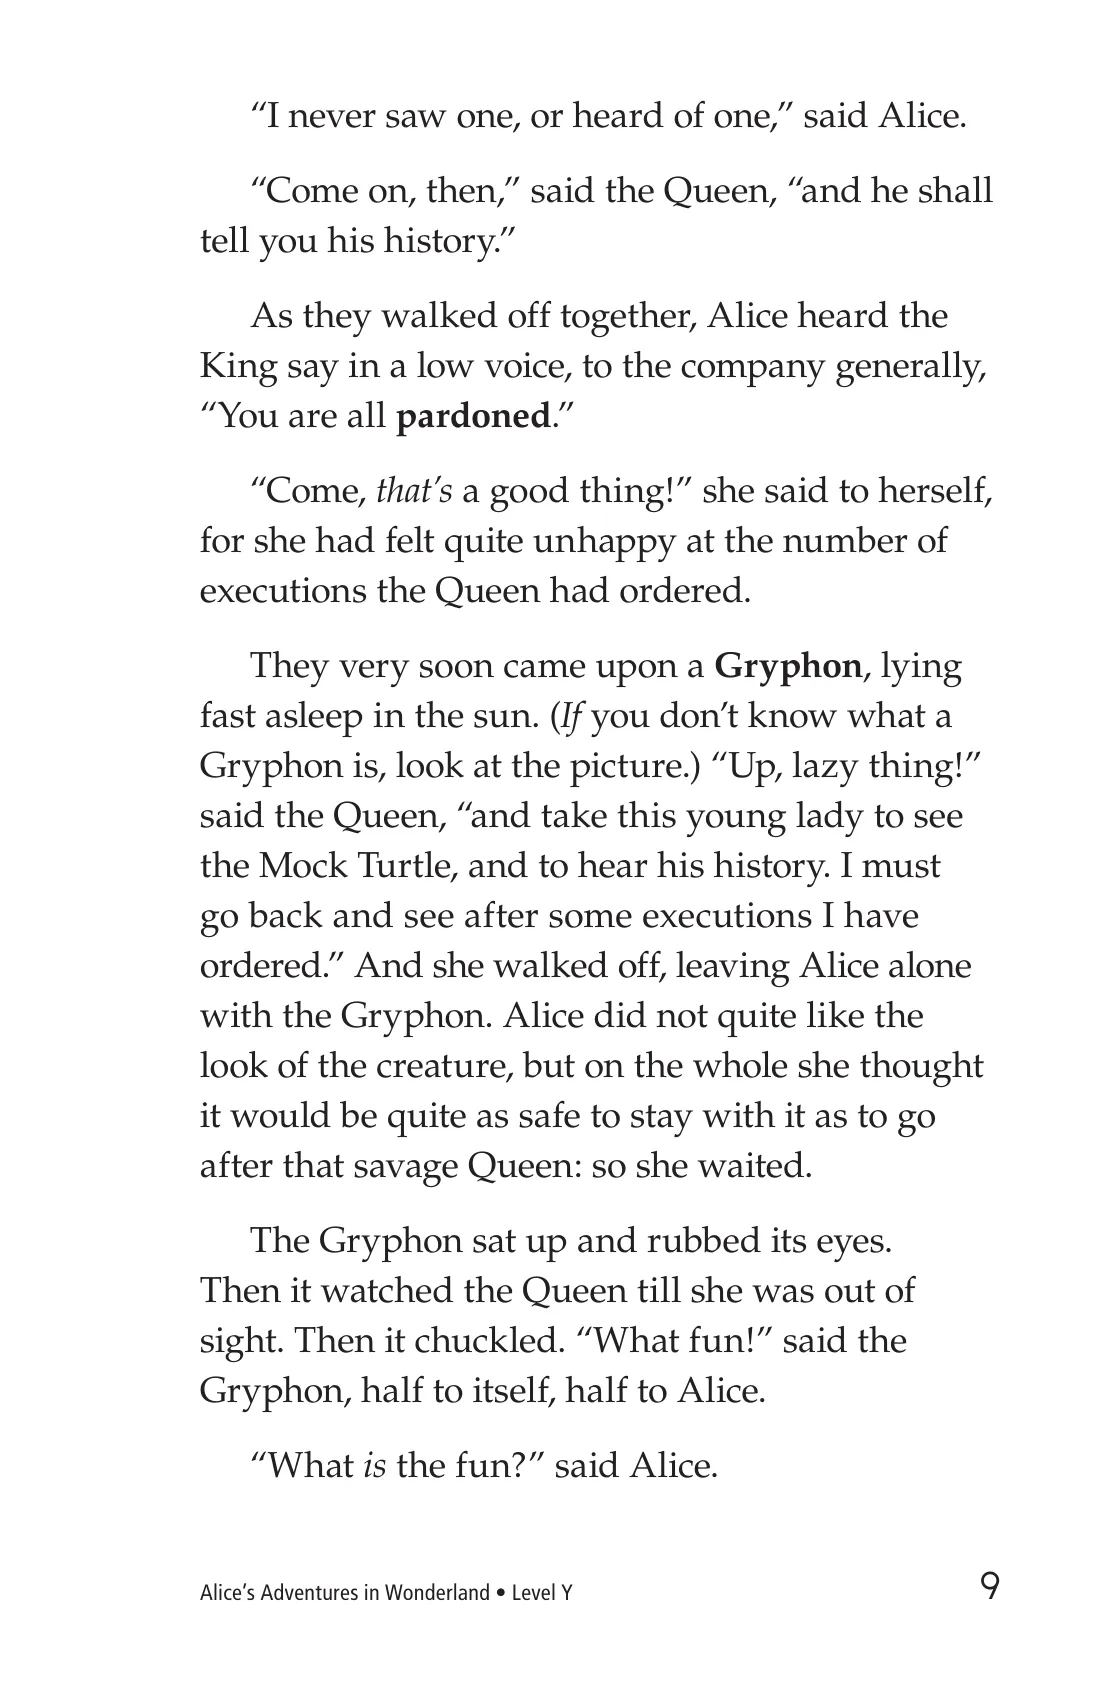 “I never saw one, or heard of one,” said Alice.
“Come on, then,” said the Queen, “and he shall
tell you his history.”
As they walked off together, Alice heard the
King say in a low voice, to the company generally,
“You are all pardoned.”
“Come, that’s a good thing!” she said to herself,
for she had felt quite unhappy at the number of
executions the Queen had ordered.
They very soon came upon a Gryphon, lying
fast asleep in the sun. (If you don’t know what a
Gryphon is, look at the picture.) “Up, lazy thing!”
said the Queen, “and take this young lady to see
the Mock Turtle, and to hear his history. I must
go back and see after some executions I have
ordered.” And she walked off, leaving Alice alone
with the Gryphon. Alice did not quite like the
look of the creature, but on the whole she thought
it would be quite as safe to stay with it as to go
after that savage Queen: so she waited.
The Gryphon sat up and rubbed its eyes.
Then it watched the Queen till she was out of
sight. Then it chuckled. “What fun!” said the
Gryphon, half to itself, half to Alice.
“What is the fun?” said Alice.
Alice’s Adventures in Wonderland • Level Y
9